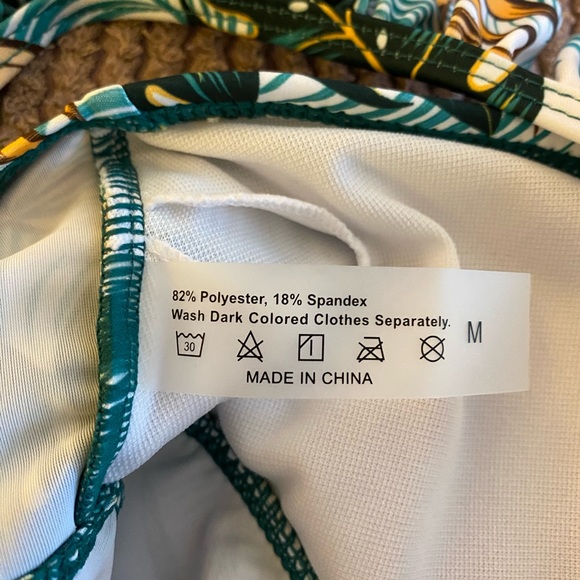 82% Polyester, 18% Spandex
Wash Dark Colored Clothes Separately.
M
30
MADE IN CHINA